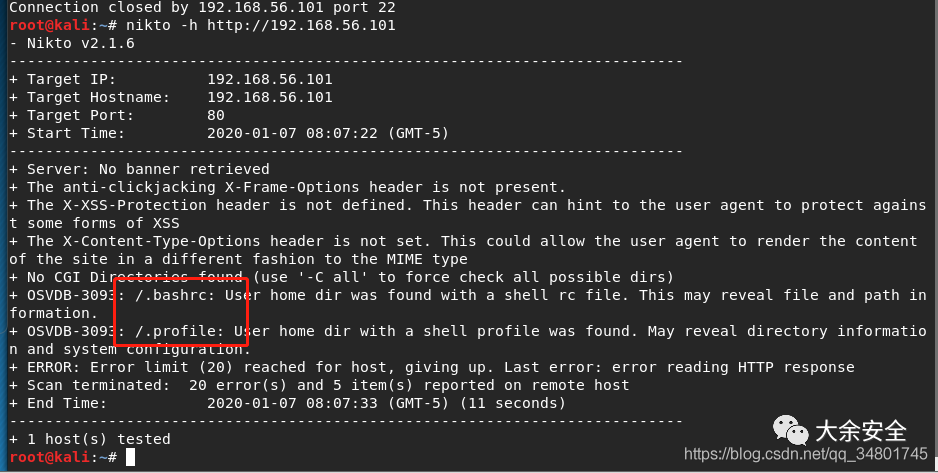 Connection closed by 192.168.56.101 port 22
root@kali:~# nikto -h http://192.168.56.101
- Nikto v2.1.6
---------------------------------------------------------------------------
+ Target IP:          192.168.56.101
+ Target Hostname:    192.168.56.101
+ Target Port:        80
+ Start Time:         2020-01-07 08:07:22 (GMT-5)
---------------------------------------------------------------------------
+ Server: No banner retrieved
+ The anti-clickjacking X-Frame-Options header is not present.
+ The X-XSS-Protection header is not defined. This header can hint to the user agent to protect agains
t some forms of XSS
+ The X-Content-Type-Options header is not set. This could allow the user agent to render the content
of the site in a different fashion to the MIME type
+ No CGI Directories found (use '-C all' to force check all possible dirs)
+ OSVDB-3093: /.bashrc: User home dir was found with a shell rc file. This may reveal file and path in
formation.
+ OSVDB-3093: /.profile: User home dir with a shell profile was found. May reveal directory informatio
n and system configuration.
+ ERROR: Error limit (20) reached for host, giving up. Last error: error reading HTTP response
+ Scan terminated:  20 error(s) and 5 item(s) reported on remote host
+ End Time:           2020-01-07 08:07:33 (GMT-5) (11 seconds)
---------------------------------------------------------------------------
+ 1 host(s) tested
root@kali:~#
大余安全
https://blog.csdn.net/qq_34801745